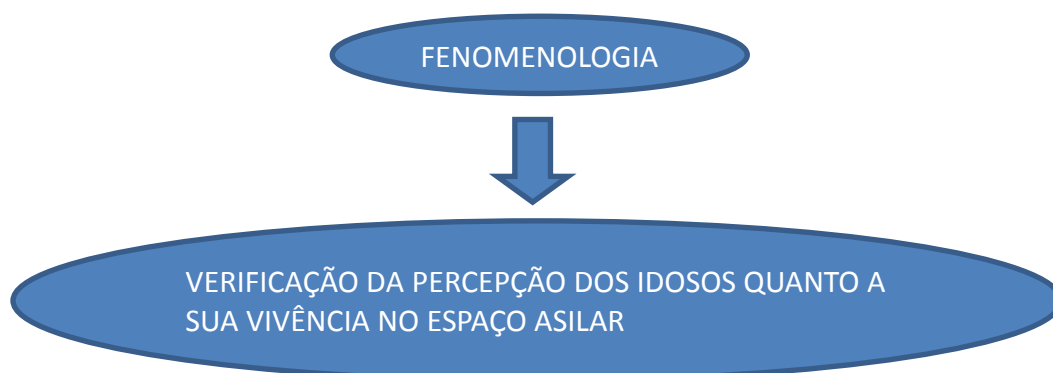 FENOMENOLOGIA
VERIFICAÇÃO DA PERCEPÇÃO DOS IDOSOS QUANTO A
SUA VIVÊNCIA NO ESPAÇO ASILAR